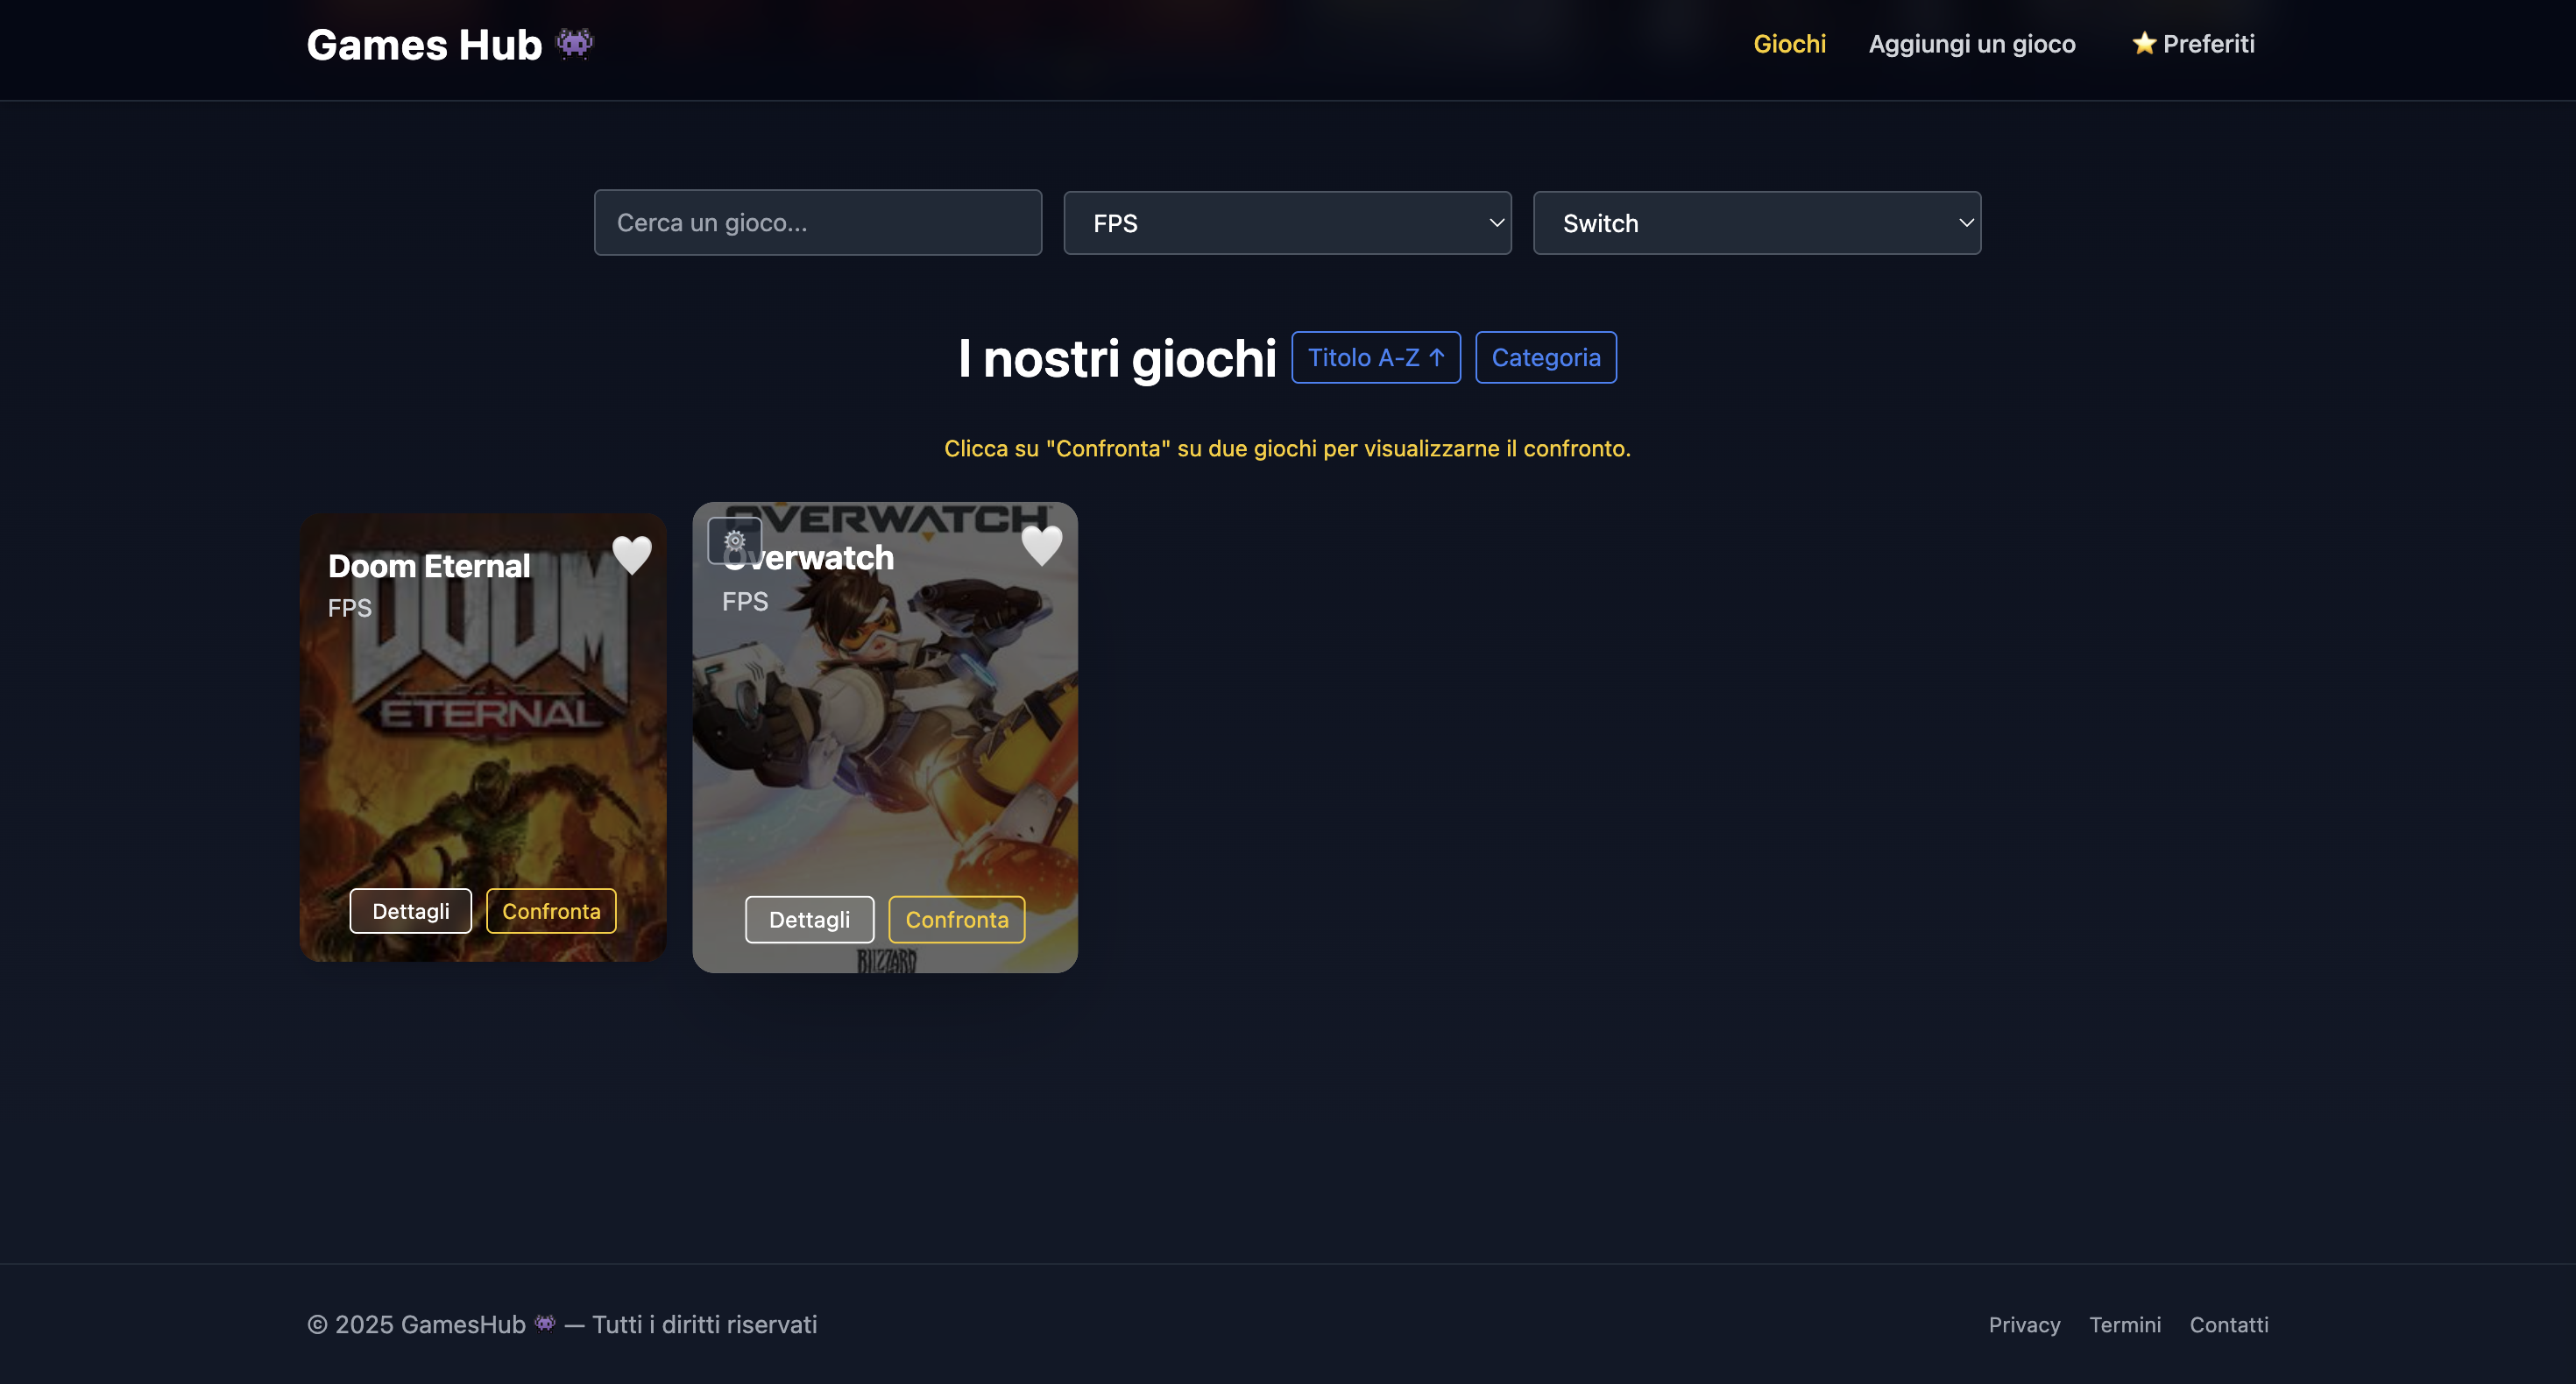 Games Hub 👾
Giochi Aggiungi un gioco ⭐ Preferiti
Cerca un gioco... FPS Switch
I nostri giochi Titolo A-Z ↑ Categoria
Clicca su "Confronta" su due giochi per visualizzarne il confronto.
Doom Eternal
FPS
DOOM
ETERNAL
Dettagli Confronta
OVERWATCH
Overwatch
FPS
Dettagli Confronta
BLIZZARD
© 2025 GamesHub 👾 — Tutti i diritti riservati
Privacy Termini Contatti